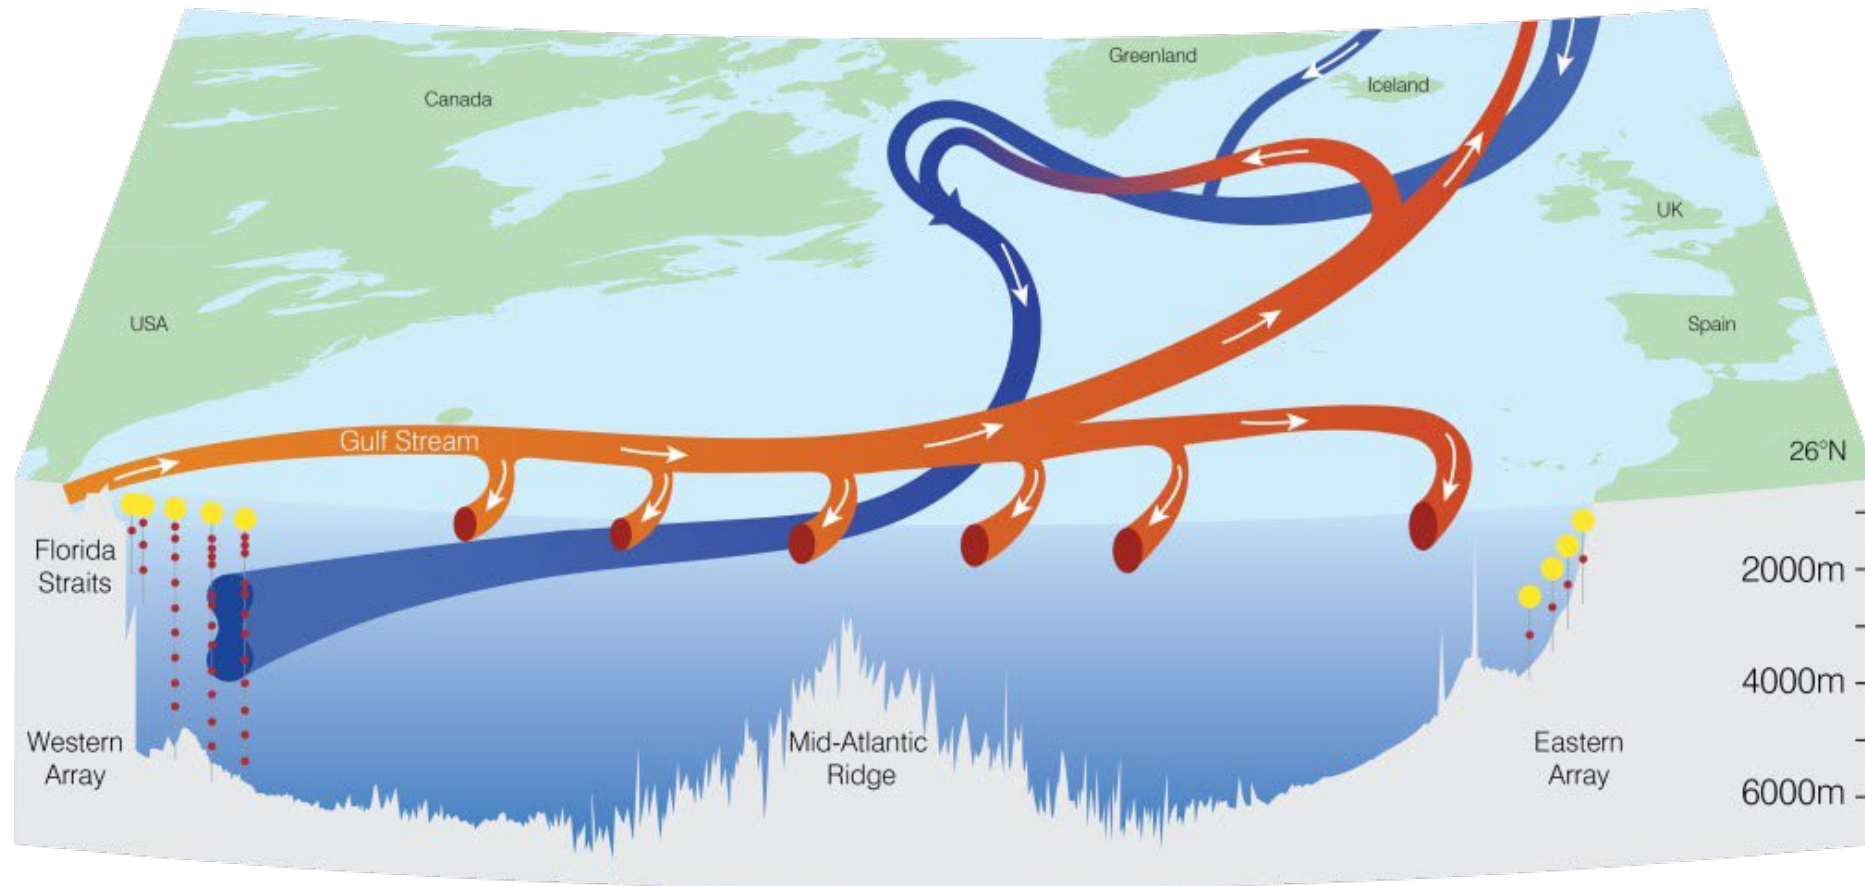 Greenland
Iceland
Canada
UK
USA
Spain
Gulf Stream
26°N
Florida
Straits
2000m
4000m
Western
Array
Mid-Atlantic
Ridge
Eastern
Array
6000m